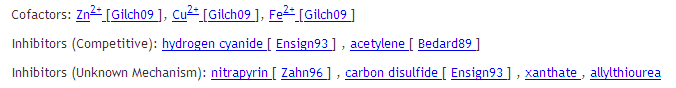 Cofactors: Zn2+ [Gilch09 ], Cu2+ [Gilch09 ], Fe2+ [Gilch09 ]
Inhibitors (Competitive): hydrogen cyanide [ Ensign93 ] , acetylene [ Bedard89 ]
Inhibitors (Unknown Mechanism): nitrapyrin [ Zahn96 ] , carbon disulfide [ Ensign93 ] , xanthate , allylthiourea